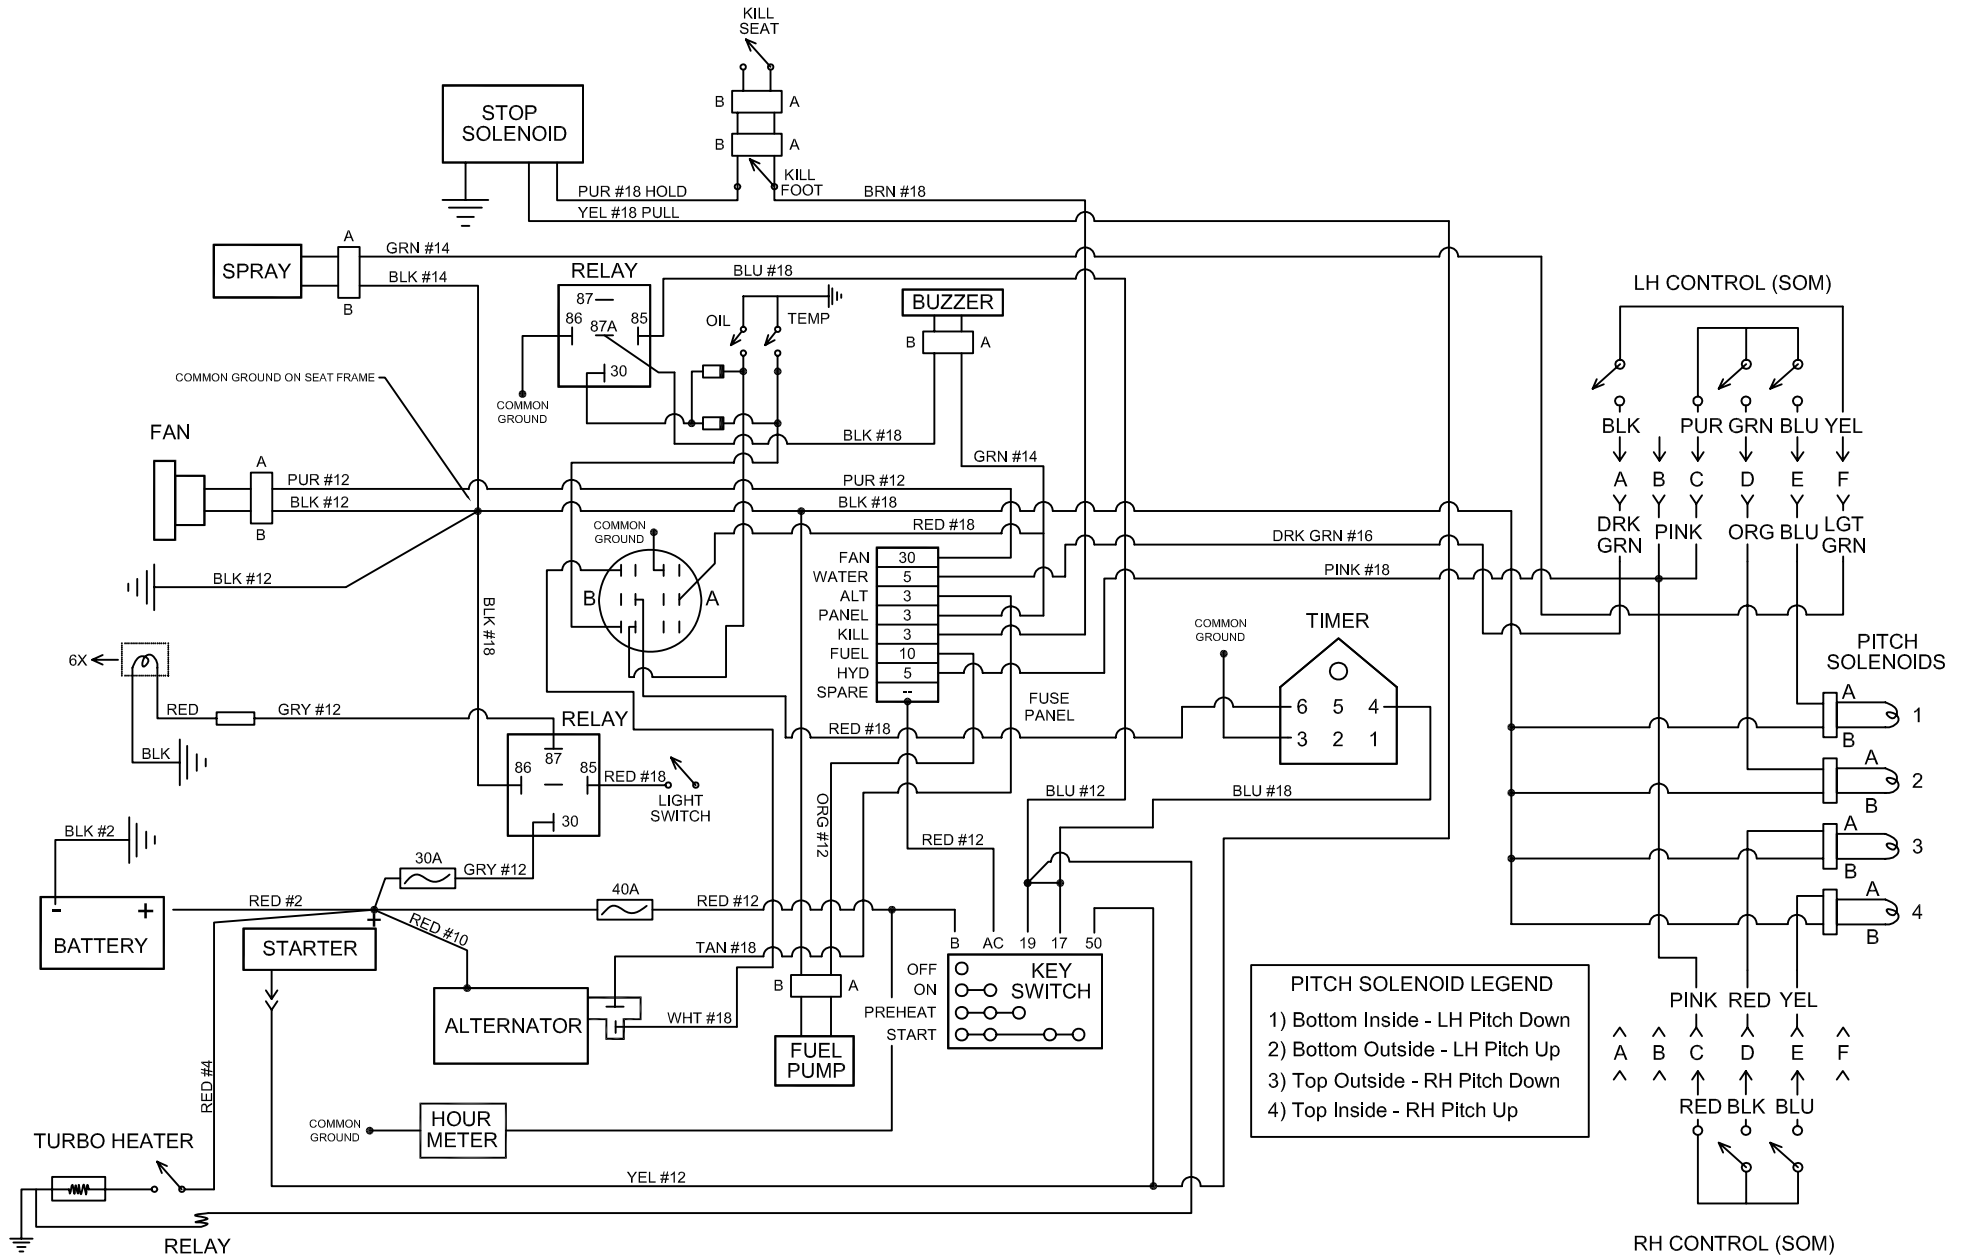 KILL
SEAT
B A
B A
KILL
FOOT
STOP
SOLENOID
PUR #18 HOLD
BRN #18
YEL #18 PULL
SPRAY
A
B
GRN #14
BLK #14
RELAY
87
86
87A
85
30
BLU #18
COMMON
GROUND
OIL
TEMP
BUZZER
B A
BLK #18
GRN #14
COMMON GROUND ON SEAT FRAME
FAN
A
B
PUR #12
BLK #12
PUR #12
BLK #18
RED #18
BLK #12
BLK #18
COMMON
GROUND
B A
FAN 30
WATER 5
ALT 3
PANEL 3
KILL 3
FUEL 10
HYD 5
SPARE --
FUSE
PANEL
DRK GRN #16
PINK #18
LH CONTROL (SOM)
BLK PUR GRN BLU YEL
A B C D E F
DRK
GRN
PINK
ORG BLU
LGT
GRN
COMMON
GROUND
TIMER
6 5 4
3 2 1
PITCH
SOLENOIDS
A
B
1
A
B
2
A
B
3
A
B
4
6X
RED
GRY #12
BLK
RELAY
86
87
85
30
RED #18
LIGHT
SWITCH
RED #18
BLU #12
BLU #18
ORG #12
RED #12
BLK #2
- +
BATTERY
RED #2
30A
GRY #12
40A
RED #12
+
STARTER
RED #10
TAN #18
ALTERNATOR
WHT #18
B A
FUEL
PUMP
B AC 19 17 50
OFF
ON
PREHEAT
START
KEY
SWITCH
PITCH SOLENOID LEGEND
1) Bottom Inside - LH Pitch Down
2) Bottom Outside - LH Pitch Up
3) Top Outside - RH Pitch Down
4) Top Inside - RH Pitch Up
PINK RED YEL
A B C D E F
RED BLK BLU
RH CONTROL (SOM)
RED #4
COMMON
GROUND
HOUR
METER
TURBO HEATER
YEL #12
RELAY